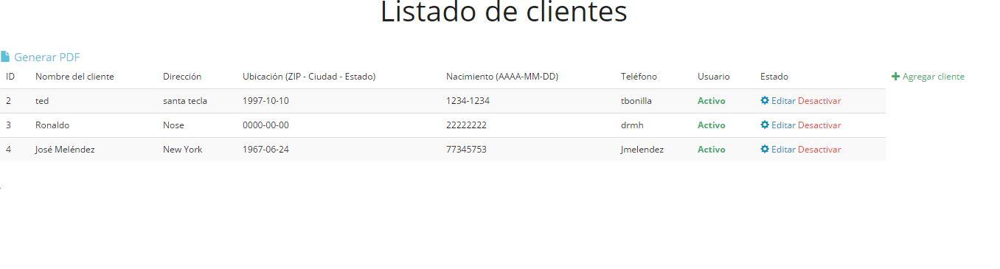 Listado de clientes
Generar PDF
ID Nombre del cliente Dirección Ubicación (ZIP - Ciudad - Estado) Nacimiento (AAAA-MM-DD) Teléfono Usuario Estado Agregar cliente
2 ted santa tecla 1997-10-10 1234-1234 tbonilla Activo Editar Desactivar
3 Ronaldo Nose 0000-00-00 22222222 drmh Activo Editar Desactivar
4 José Meléndez New York 1967-06-24 77345753 Jmelendez Activo Editar Desactivar